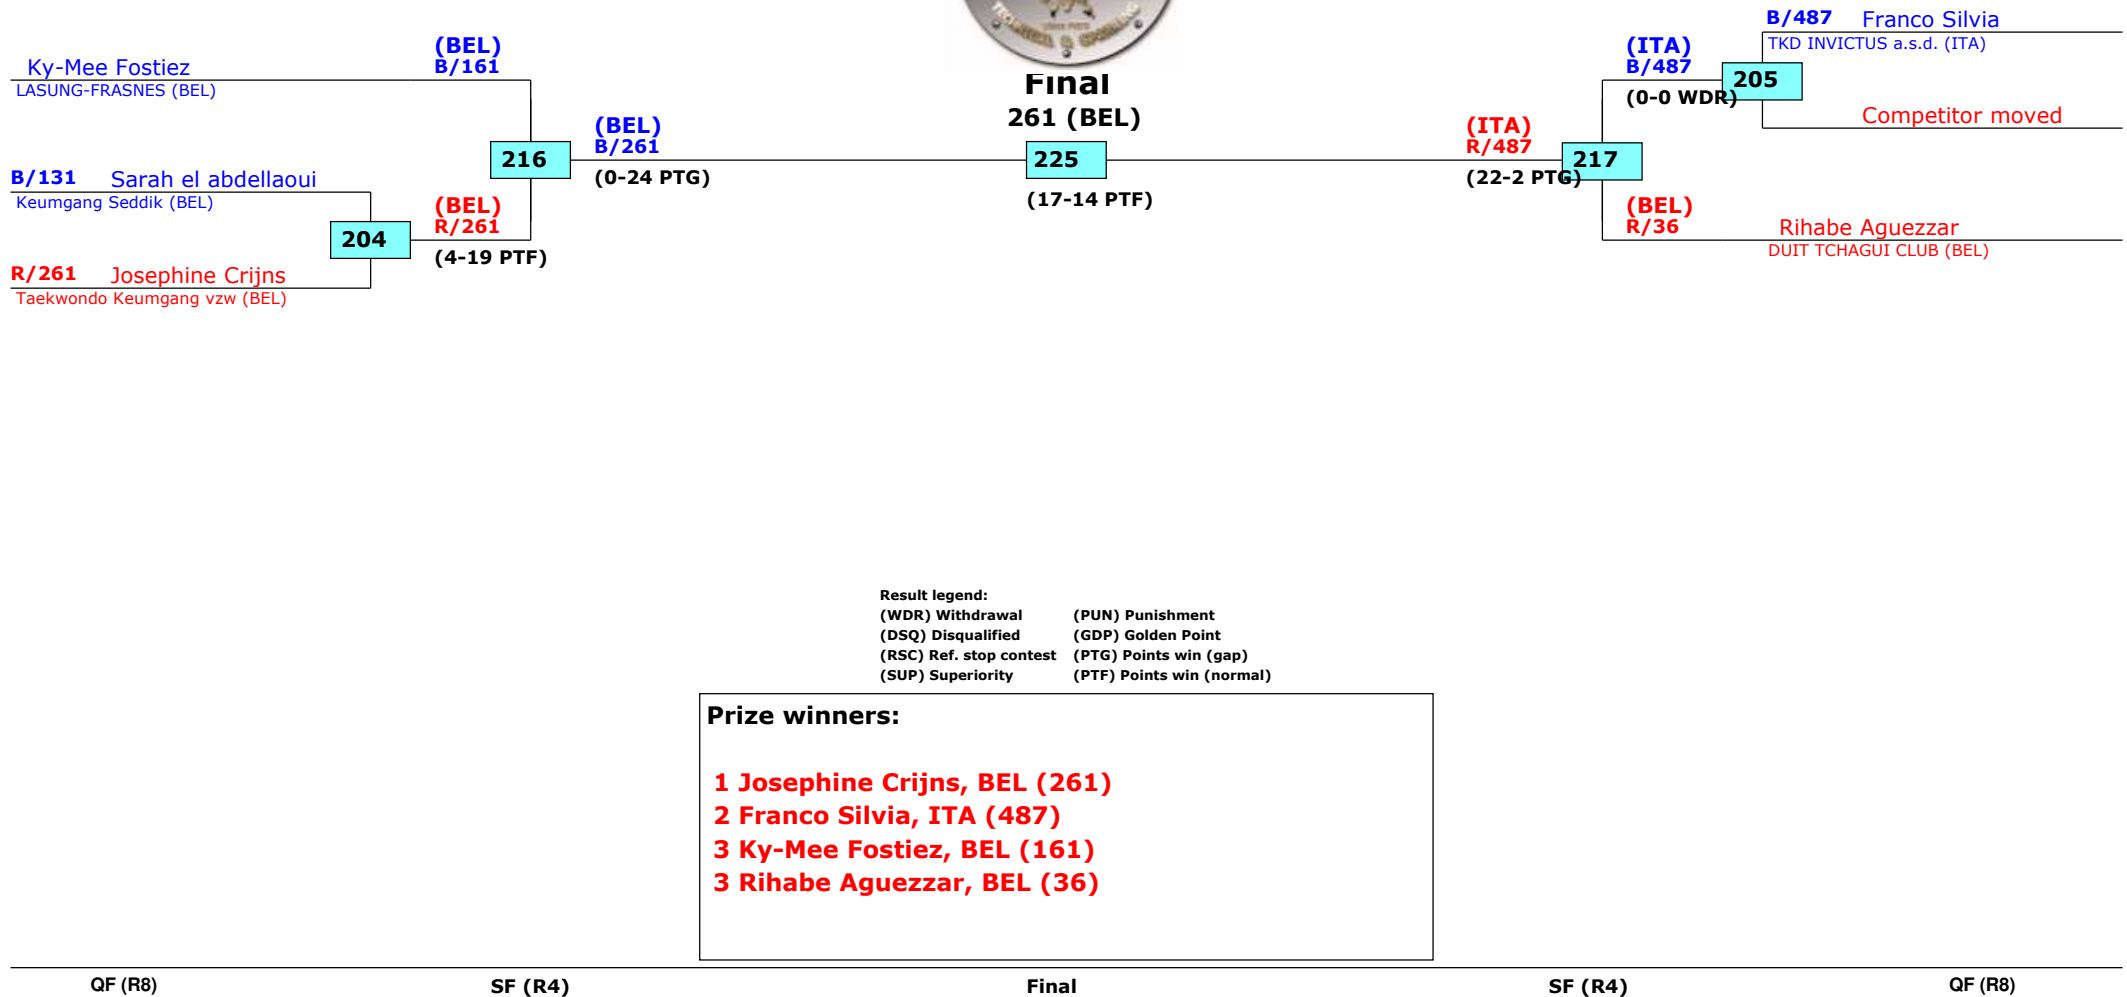 TECHNIEK & SPARRING
Final
261 (BEL)
Ky-Mee Fostiez
LASUNG-FRASNES (BEL)
(BEL)
B/161
B/131 Sarah el abdellaoui
Keumgang Seddik (BEL)
204
R/261 Josephine Crijns
Taekwondo Keumgang vzw (BEL)
(BEL)
R/261
(4-19 PTF)
216
(BEL)
B/261
(0-24 PTG)
225
(17-14 PTF)
(ITA)
R/487
(22-2 PTG)
217
(ITA)
B/487
(0-0 WDR)
205
B/487 Franco Silvia
TKD INVICTUS a.s.d. (ITA)
Competitor moved
(BEL)
R/36
Rihabe Aguezzar
DUIT TCHAGUI CLUB (BEL)
Result legend:
(WDR) Withdrawal (PUN) Punishment
(DSQ) Disqualified (GDP) Golden Point
(RSC) Ref. stop contest (PTG) Points win (gap)
(SUP) Superiority (PTF) Points win (normal)
Prize winners:
1 Josephine Crijns, BEL (261)
2 Franco Silvia, ITA (487)
3 Ky-Mee Fostiez, BEL (161)
3 Rihabe Aguezzar, BEL (36)
QF (R8) SF (R4) Final SF (R4) QF (R8)